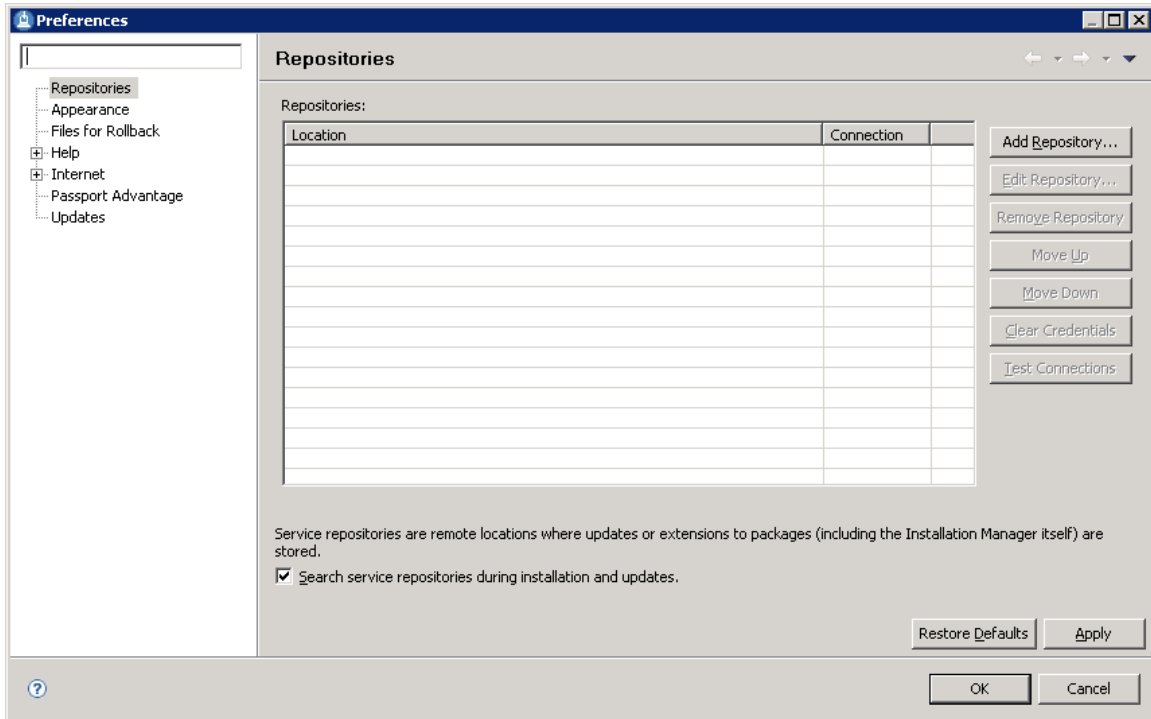 Preferences
Repositories
Appearance
Files for Rollback
Help
Internet
Passport Advantage
Updates
Repositories
Repositories:
Location Connection
Add Repository...
Edit Repository...
Remove Repository
Move Up
Move Down
Clear Credentials
Test Connections
Service repositories are remote locations where updates or extensions to packages (including the Installation Manager itself) are
stored.
Search service repositories during installation and updates.
Restore Defaults Apply
? OK Cancel